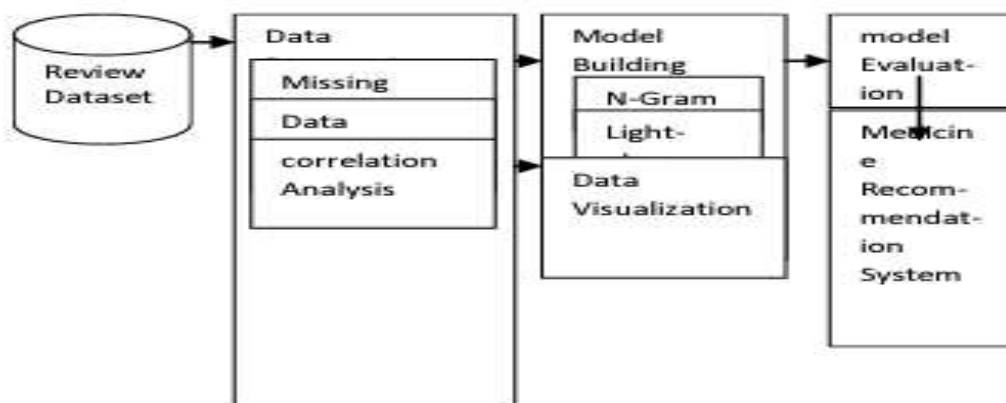 Review
Dataset
Data
Missing
Data
correlation
Analysis
Model
Building
N-Gram
Light-
Data
Visualization
model
Evaluat-
ion
Medicin
e
Recom-
mendat-
ion
System